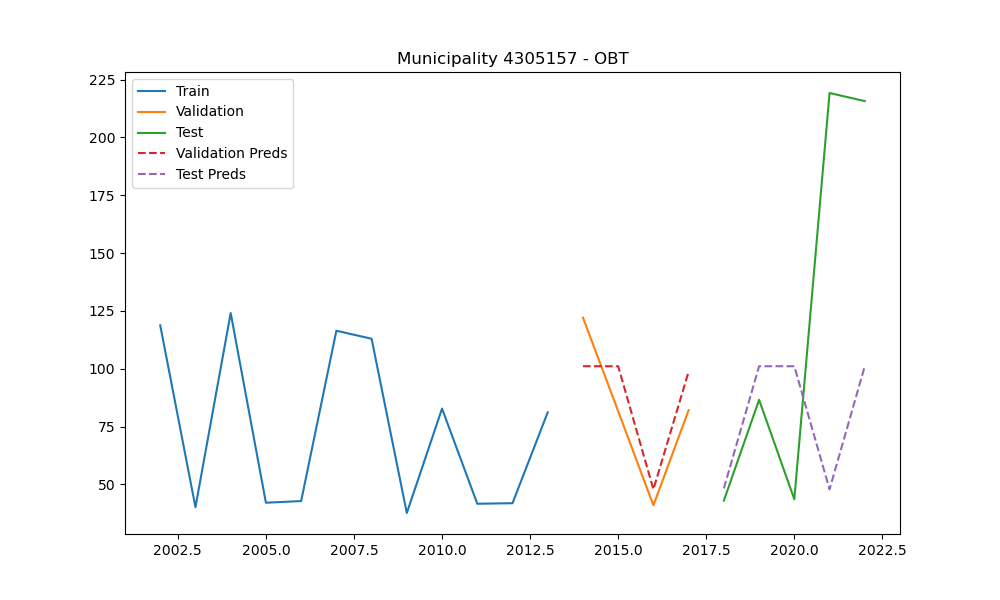 Municipality 4305157 - OBT
Train
Validation
Test
Validation Preds
Test Preds
225
200
175
150
125
100
75
50
2002.5 2005.0 2007.5 2010.0 2012.5 2015.0 2017.5 2020.0 2022.5